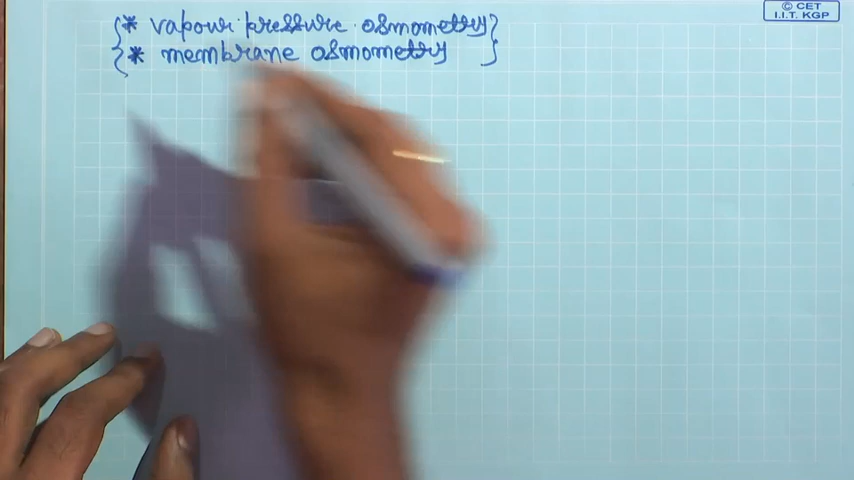 © CET
I.I.T. KGP
* vapour pressure osmometry
* membrane osmometry